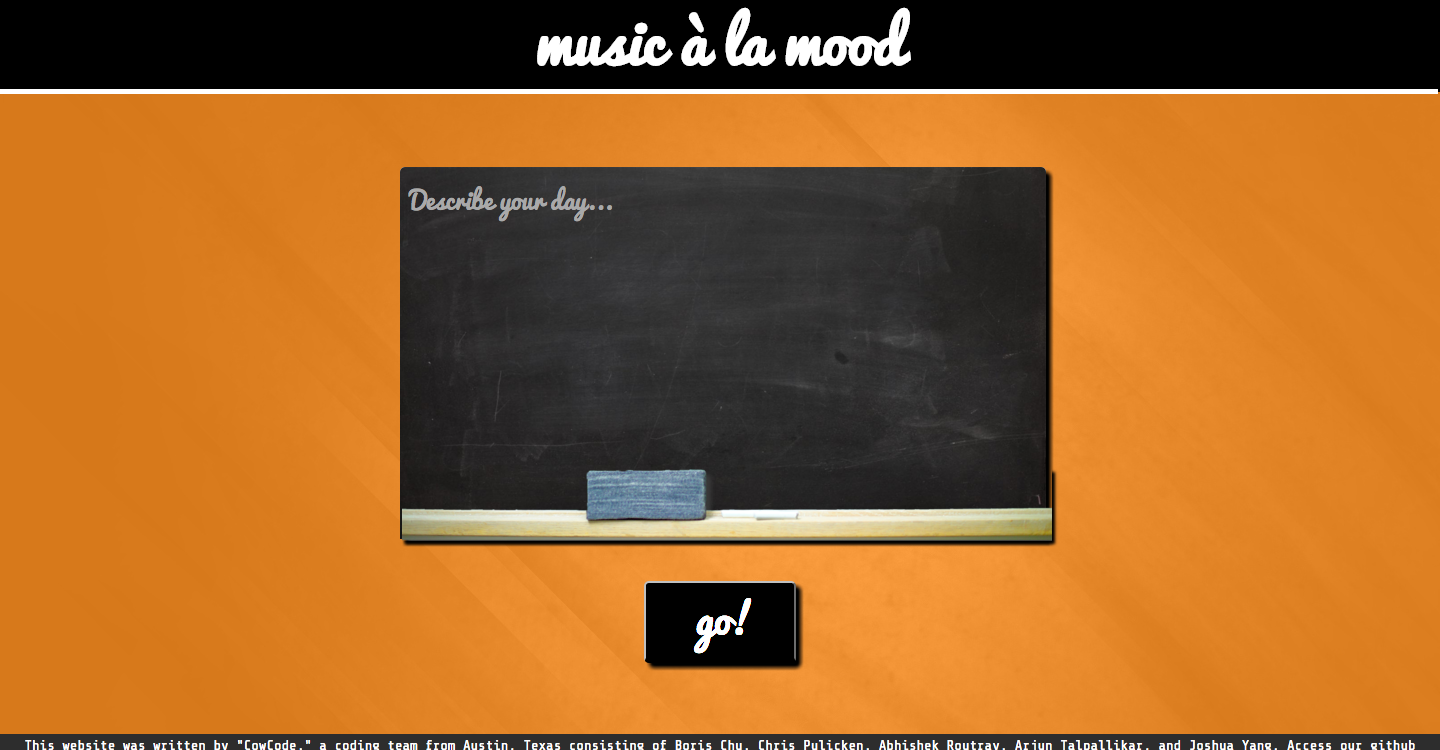 music à la mood
Describe your day...
go!
This website was written by "CowCode," a coding team from Austin, Texas consisting of Boris Chu, Chris Pulicken, Abhishek Routray, Arjun Talpallikar, and Joshua Yang. Access our github